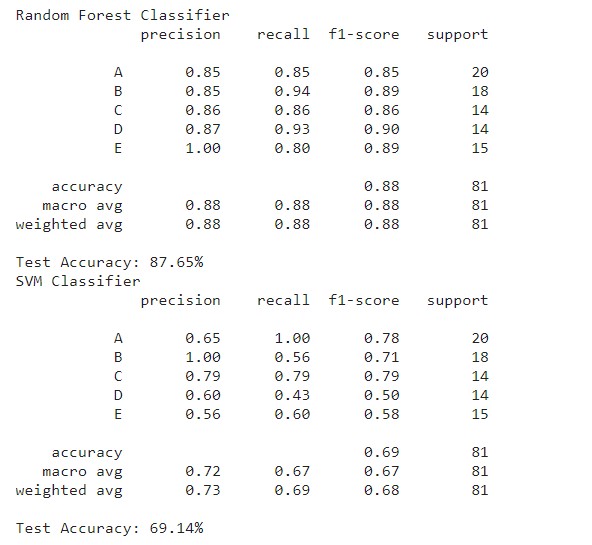 Random Forest Classifier
precision recall f1-score support
A 0.85 0.85 0.85 20
B 0.85 0.94 0.89 18
C 0.86 0.86 0.86 14
D 0.87 0.93 0.90 14
E 1.00 0.80 0.89 15
accuracy 0.88 81
macro avg 0.88 0.88 0.88 81
weighted avg 0.88 0.88 0.88 81
Test Accuracy: 87.65%
SVM Classifier
precision recall f1-score support
A 0.65 1.00 0.78 20
B 1.00 0.56 0.71 18
C 0.79 0.79 0.79 14
D 0.60 0.43 0.50 14
E 0.56 0.60 0.58 15
accuracy 0.69 81
macro avg 0.72 0.67 0.67 81
weighted avg 0.73 0.69 0.68 81
Test Accuracy: 69.14%